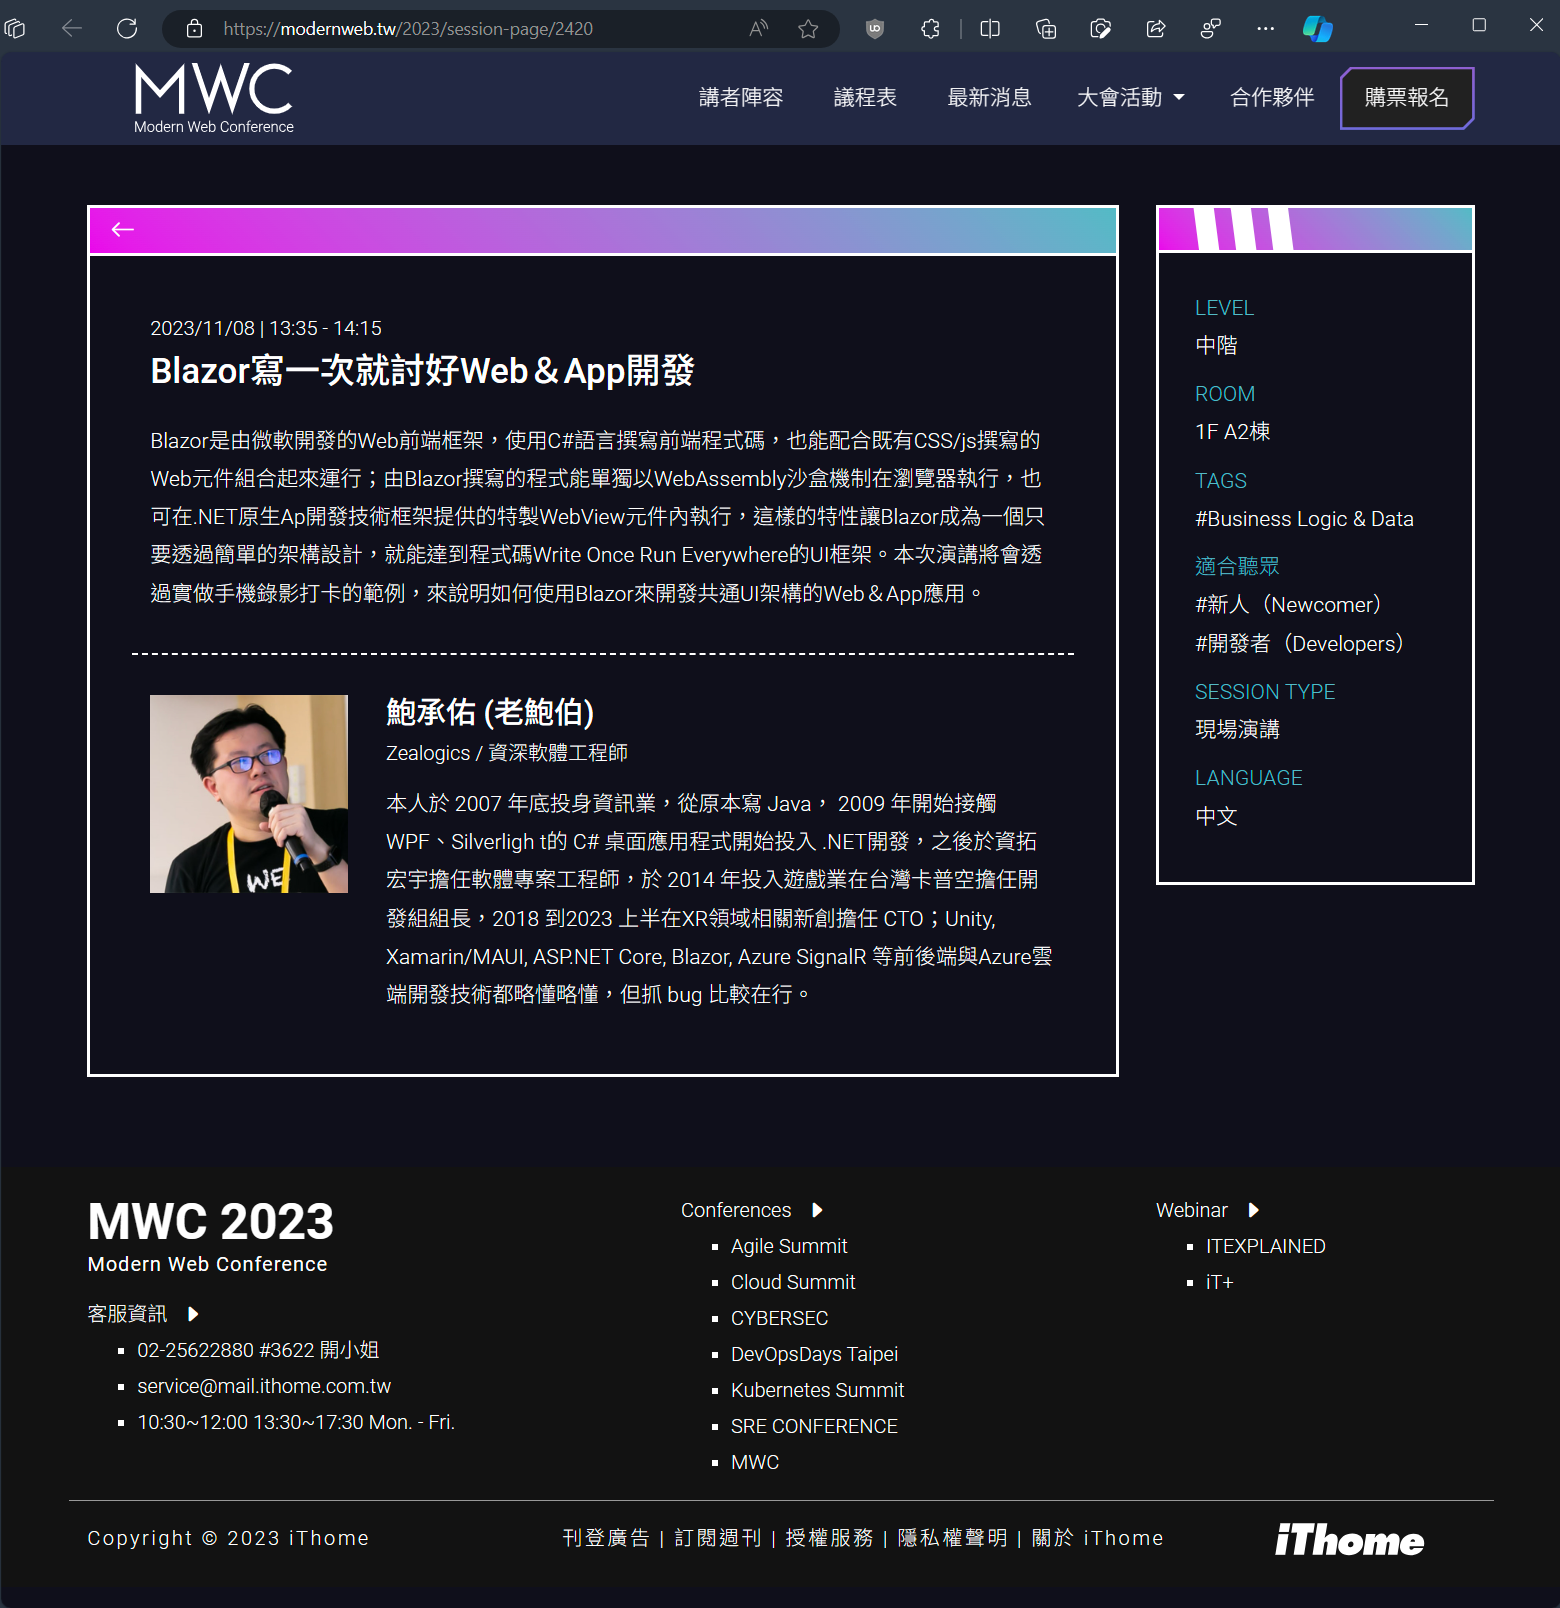 https://modernweb.tw/2023/session-page/2420
MWC
Modern Web Conference
講者陣容 議程表 最新消息 大會活動 合作夥伴 購票報名
2023/11/08 | 13:35 - 14:15
Blazor寫一次就討好Web＆App開發
Blazor是由微軟開發的Web前端框架，使用C#語言撰寫前端程式碼，也能配合既有CSS/js撰寫的
Web元件組合起來運行；由Blazor撰寫的程式能單獨以WebAssembly沙盒機制在瀏覽器執行，也
可在.NET原生Ap開發技術框架提供的特製WebView元件內執行，這樣的特性讓Blazor成為一個只
要透過簡單的架構設計，就能達到程式碼Write Once Run Everywhere的UI框架。本次演講將會透
過實做手機錄影打卡的範例，來說明如何使用Blazor來開發共通UI架構的Web＆App應用。
鮑承佑 (老鮑伯)
Zealogics / 資深軟體工程師
本人於 2007 年底投身資訊業，從原本寫 Java， 2009 年開始接觸
WPF、Silverligh t的 C# 桌面應用程式開始投入 .NET開發，之後於資拓
宏宇擔任軟體專案工程師，於 2014 年投入遊戲業在台灣卡普空擔任開
發組組長，2018 到2023 上半在XR領域相關新創擔任 CTO；Unity,
Xamarin/MAUI, ASP.NET Core, Blazor, Azure SignalR 等前後端與Azure雲
端開發技術都略懂略懂，但抓 bug 比較在行。
WE
LEVEL
中階
ROOM
1F A2棟
TAGS
#Business Logic & Data
適合聽眾
#新人（Newcomer）
#開發者（Developers）
SESSION TYPE
現場演講
LANGUAGE
中文
MWC 2023
Modern Web Conference
客服資訊
02-25622880 #3622 開小姐
service@mail.ithome.com.tw
10:30~12:00 13:30~17:30 Mon. - Fri.
Conferences
Agile Summit
Cloud Summit
CYBERSEC
DevOpsDays Taipei
Kubernetes Summit
SRE CONFERENCE
MWC
Webinar
ITEXPLAINED
iT+
Copyright © 2023 iThome
刊登廣告 | 訂閱週刊 | 授權服務 | 隱私權聲明 | 關於 iThome
iThome